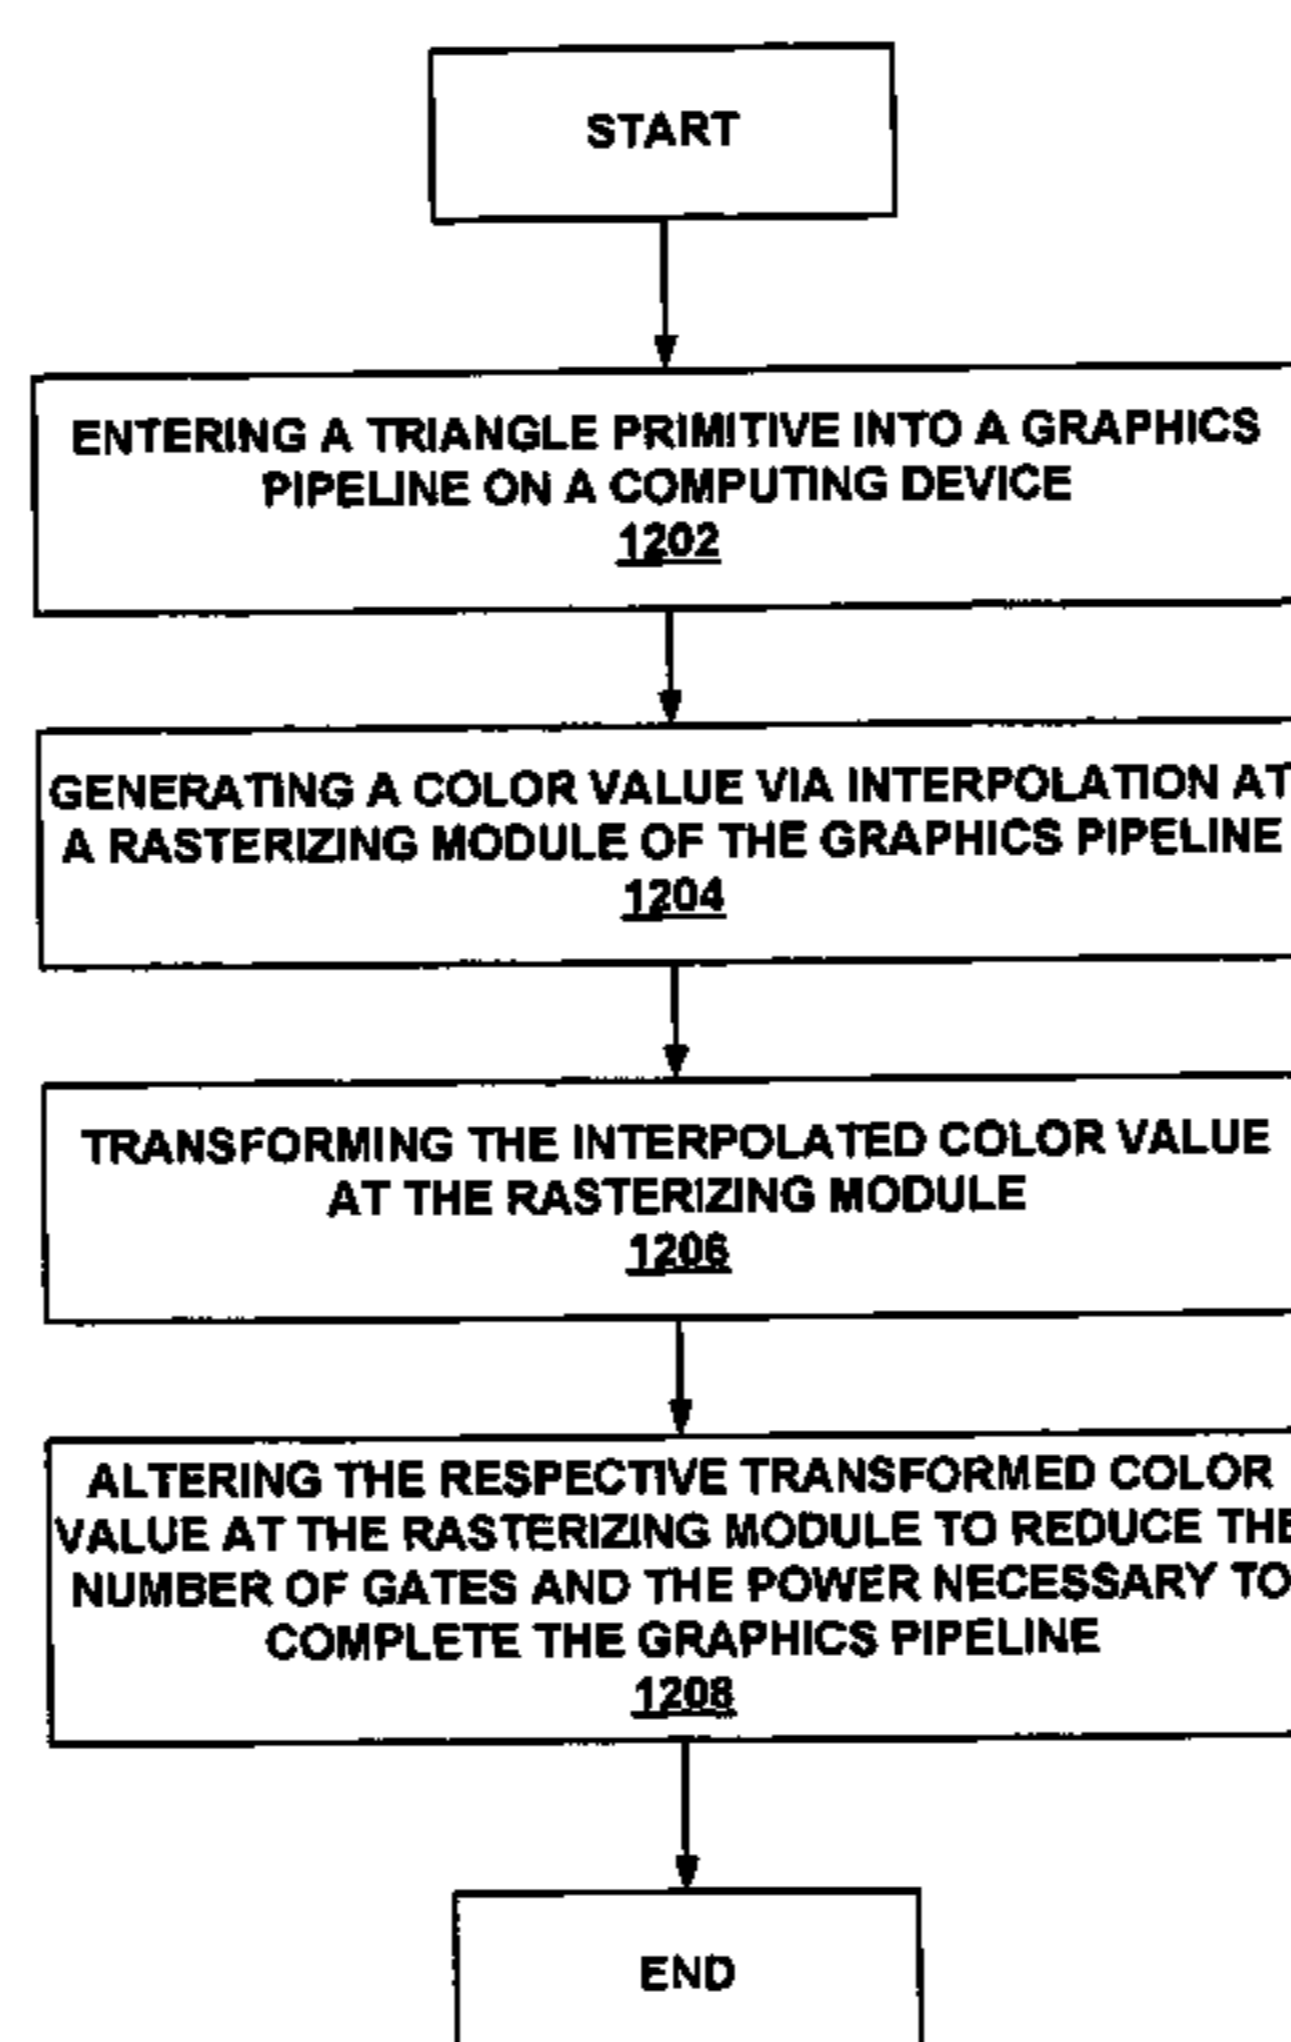 START
ENTERING A TRIANGLE PRIMITIVE INTO A GRAPHICS
PIPELINE ON A COMPUTING DEVICE
1202
GENERATING A COLOR VALUE VIA INTERPOLATION AT
A RASTERIZING MODULE OF THE GRAPHICS PIPELINE
1204
TRANSFORMING THE INTERPOLATED COLOR VALUE
AT THE RASTERIZING MODULE
1206
ALTERING THE RESPECTIVE TRANSFORMED COLOR
VALUE AT THE RASTERIZING MODULE TO REDUCE THE
NUMBER OF GATES AND THE POWER NECESSARY TO
COMPLETE THE GRAPHICS PIPELINE
1208
END